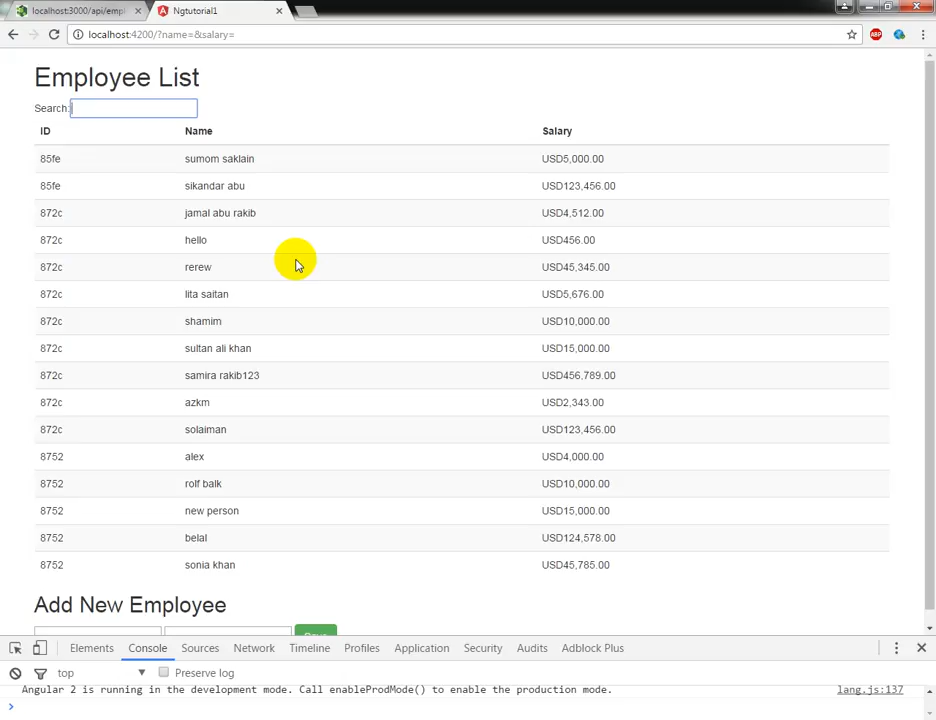 localhost:3000/api/emp
Ngtutorial1
localhost:4200/?name=&salary=
ABP
Employee List
Search:
ID Name Salary
85fe sumom saklain USD5,000.00
85fe sikandar abu USD123,456.00
872c jamal abu rakib USD4,512.00
872c hello USD456.00
872c rerew USD45,345.00
872c lita saitan USD5,676.00
872c shamim USD10,000.00
872c sultan ali khan USD15,000.00
872c samira rakib123 USD456,789.00
872c azkm USD2,343.00
872c solaiman USD123,456.00
8752 alex USD4,000.00
8752 rolf balk USD10,000.00
8752 new person USD15,000.00
8752 belal USD124,578.00
8752 sonia khan USD45,785.00
Add New Employee
Elements Console Sources Network Timeline Profiles Application Security Audits Adblock Plus
top Preserve log
Angular 2 is running in the development mode. Call enableProdMode() to enable the production mode. lang.js:137